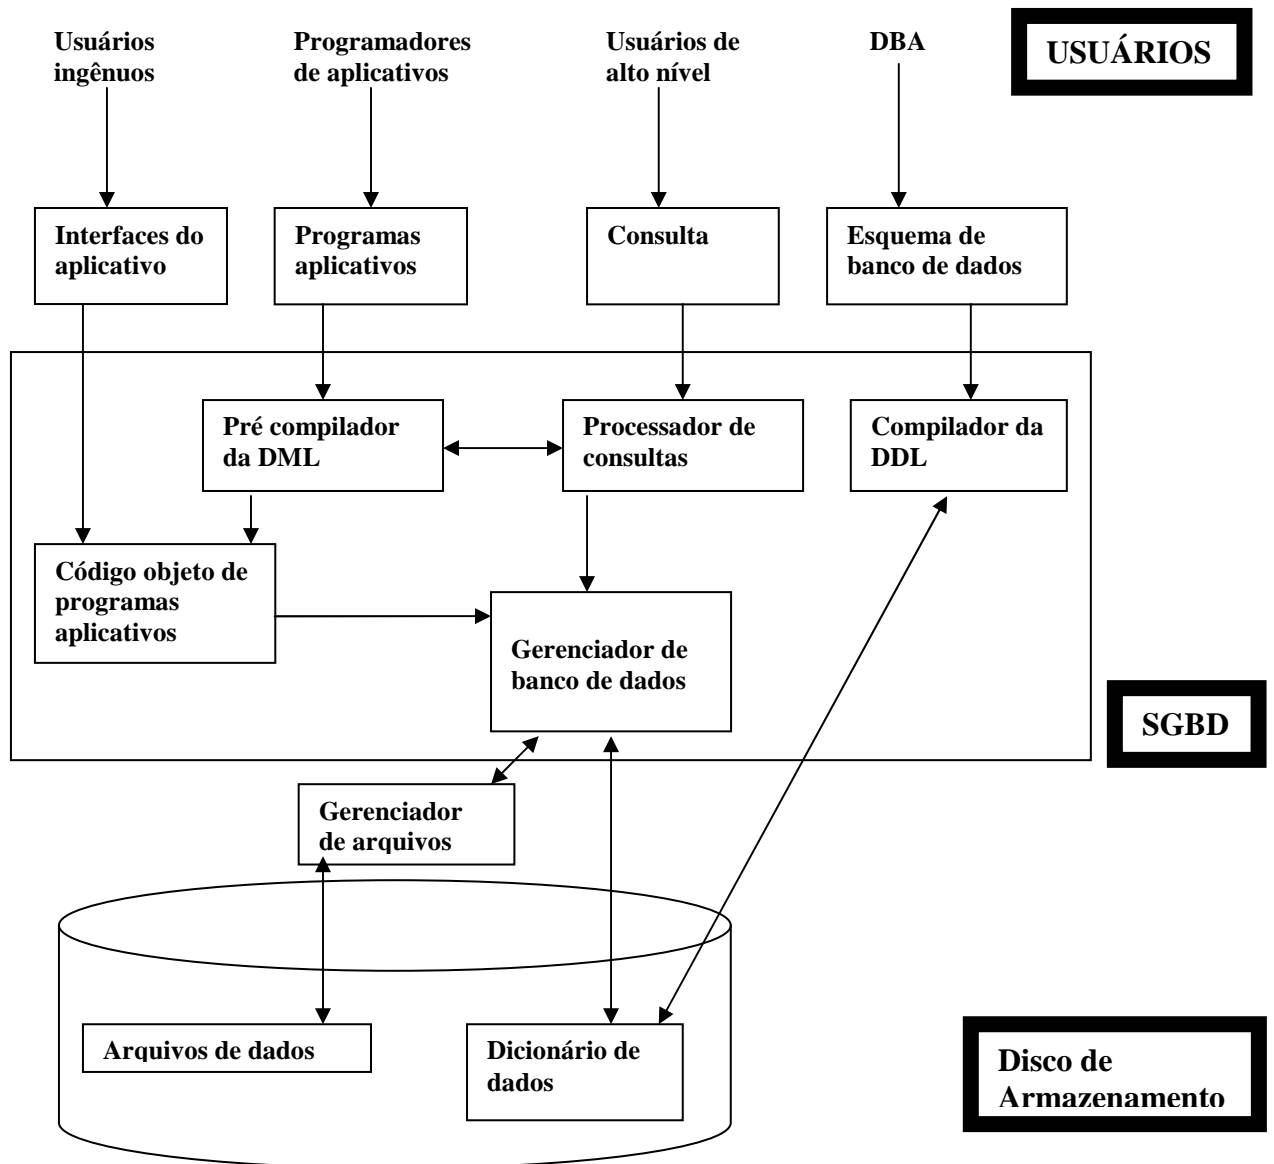 Usuários
ingênuos
Programadores
de aplicativos
Usuários de
alto nível
DBA
USUÁRIOS
Interfaces do
aplicativo
Programas
aplicativos
Consulta
Esquema de
banco de dados
Pré compilador
da DML
Processador de
consultas
Compilador da
DDL
Código objeto de
programas
aplicativos
Gerenciador de
banco de dados
SGBD
Gerenciador
de arquivos
Arquivos de dados
Dicionário de
dados
Disco de
Armazenamento